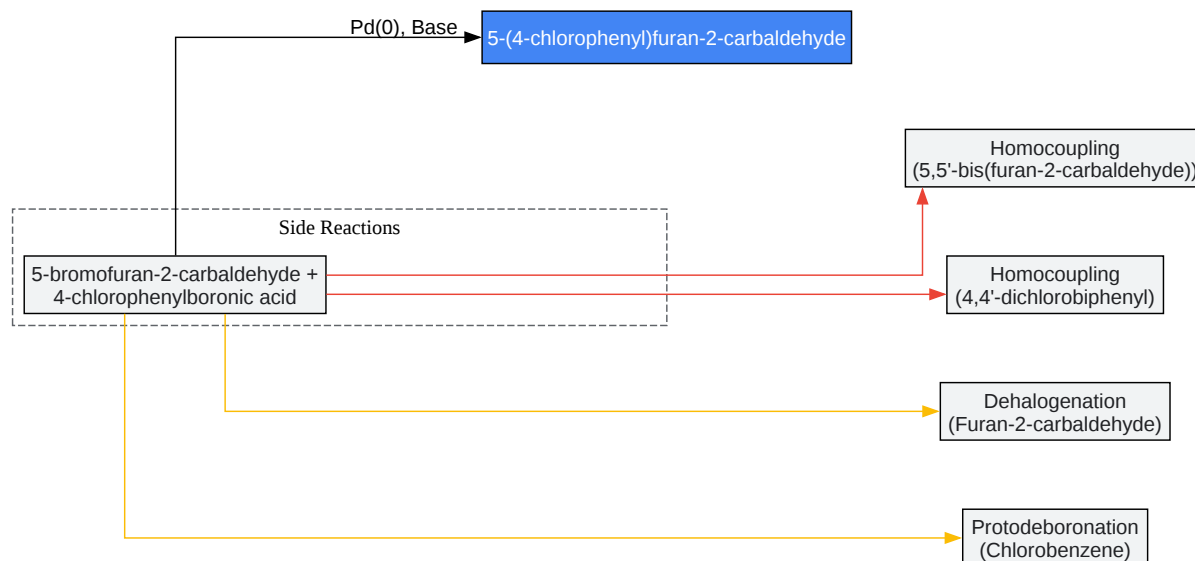 Pd(0), Base
5-(4-chlorophenyl)furan-2-carbaldehyde
Homocoupling
(5,5'-bis(furan-2-carbaldehyde))
Side Reactions
5-bromofuran-2-carbaldehyde +
4-chlorophenylboronic acid
Homocoupling
(4,4'-dichlorobiphenyl)
Dehalogenation
(Furan-2-carbaldehyde)
Protodeboronation
(Chlorobenzene)